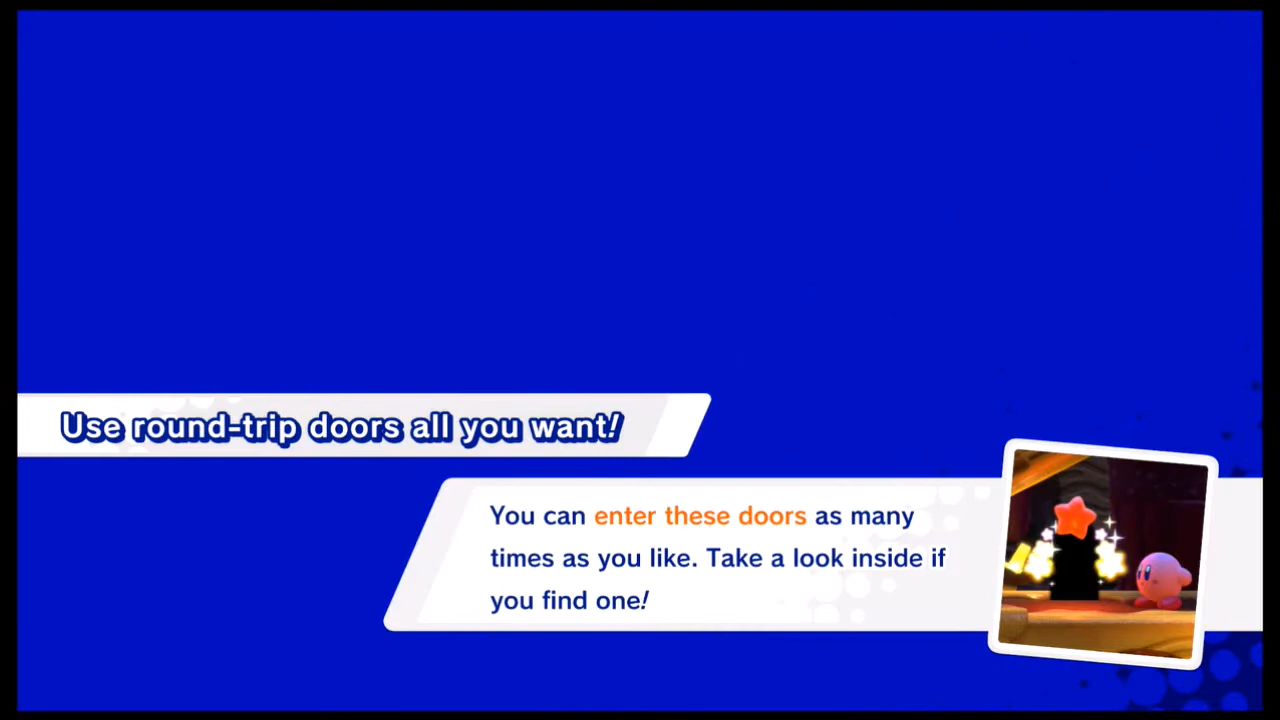 Use round-trip doors all you want!
You can enter these doors as many
times as you like. Take a look inside if
you find one!